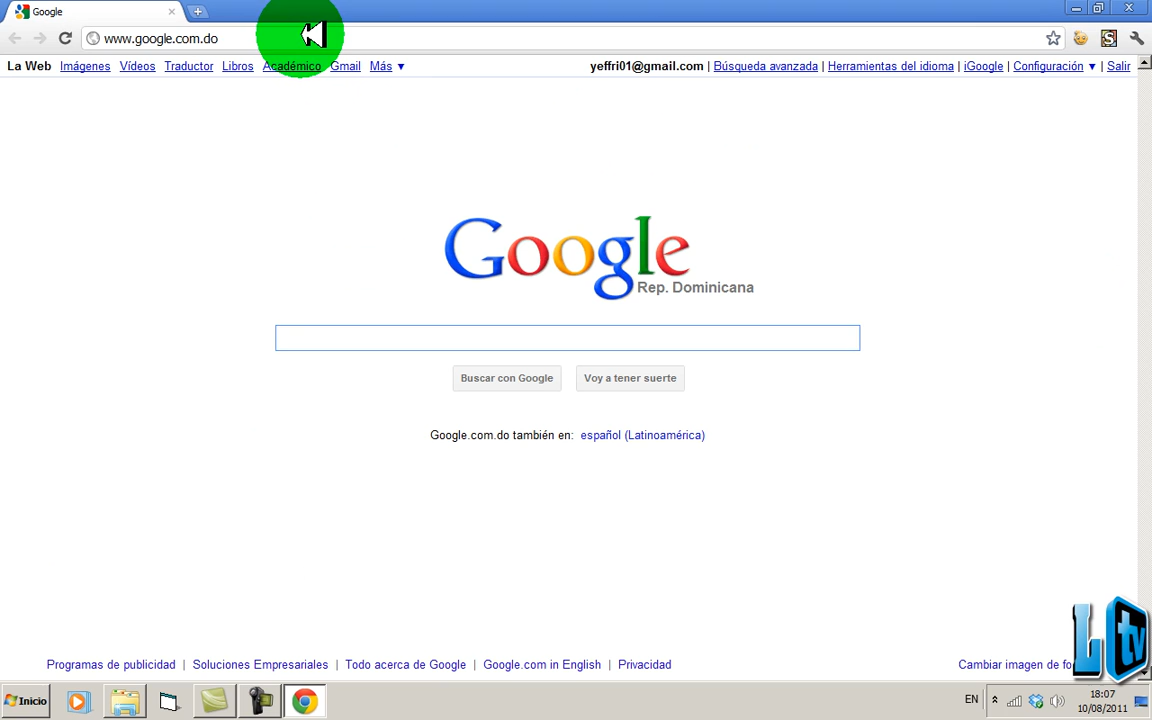 Google
www.google.com.do
La Web Imágenes Vídeos Traductor Libros Académico Gmail Más ▼
yeffri01@gmail.com | Búsqueda avanzada | Herramientas del idioma | iGoogle | Configuración ▼ | Salir
Google
Rep. Dominicana
Buscar con Google Voy a tener suerte
Google.com.do también en: español (Latinoamérica)
Programas de publicidad | Soluciones Empresariales | Todo acerca de Google | Google.com in English | Privacidad
Cambiar imagen de
L tv
Inicio
EN
18:07
10/08/2011